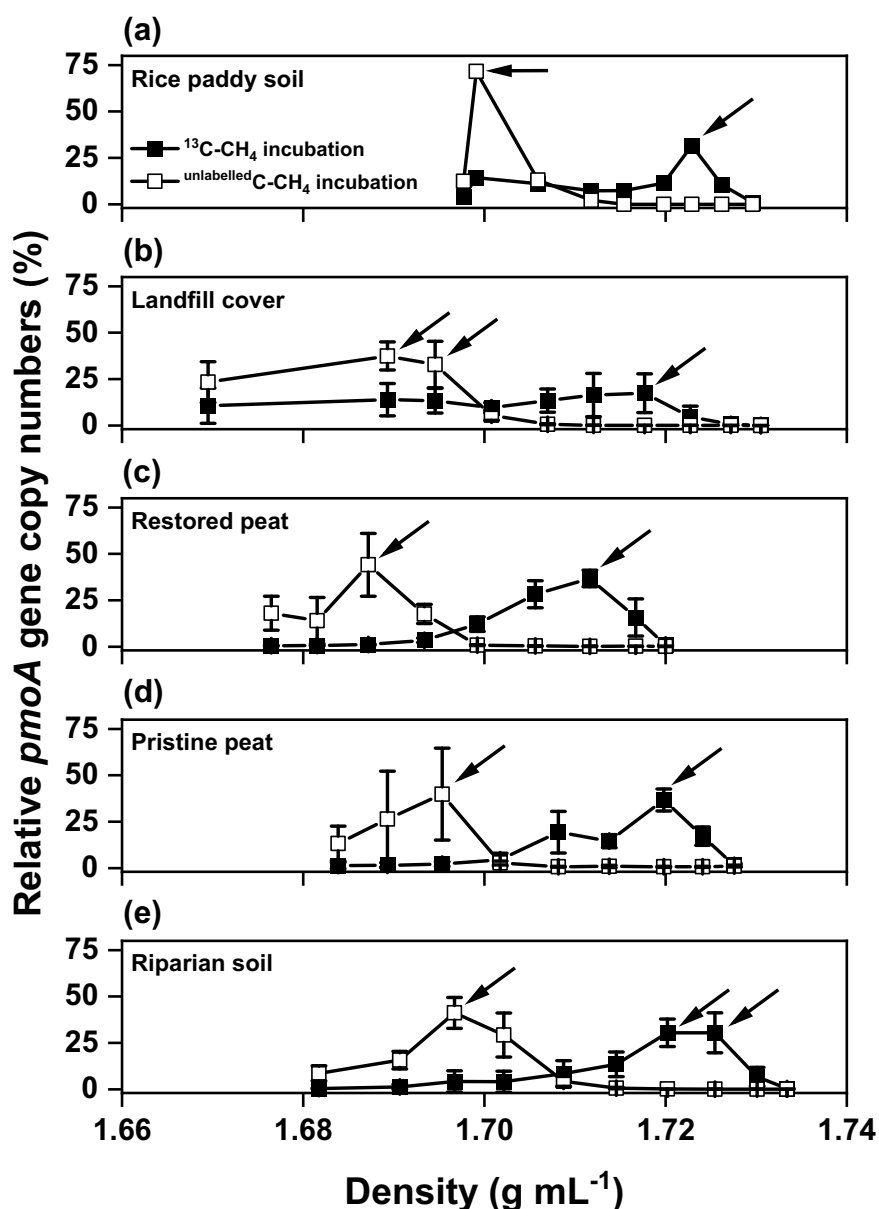 (a)
75
Rice paddy soil
50
¹³C-CH₄ incubation
25
ᵘⁿˡᵃᵇᵉˡˡᵉᵈC-CH₄ incubation
0
(b)
75
Landfill cover
50
25
0
(c)
75
Restored peat
50
25
0
(d)
75
Pristine peat
50
25
0
(e)
75
Riparian soil
50
25
0
1.66 1.68 1.70 1.72 1.74
Density (g mL⁻¹)
Relative pmoA gene copy numbers (%)